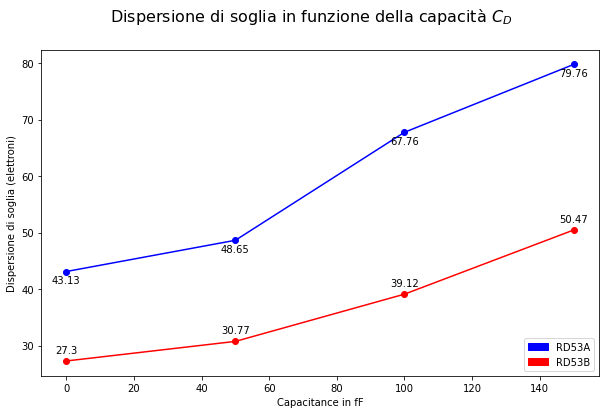 Dispersione di soglia in funzione della capacità C_D
Dispersione di soglia (elettroni)
80
70
60
50
40
30
79.76
67.76
48.65
43.13
50.47
39.12
30.77
27.3
RD53A
RD53B
0 20 40 60 80 100 120 140
Capacitance in fF